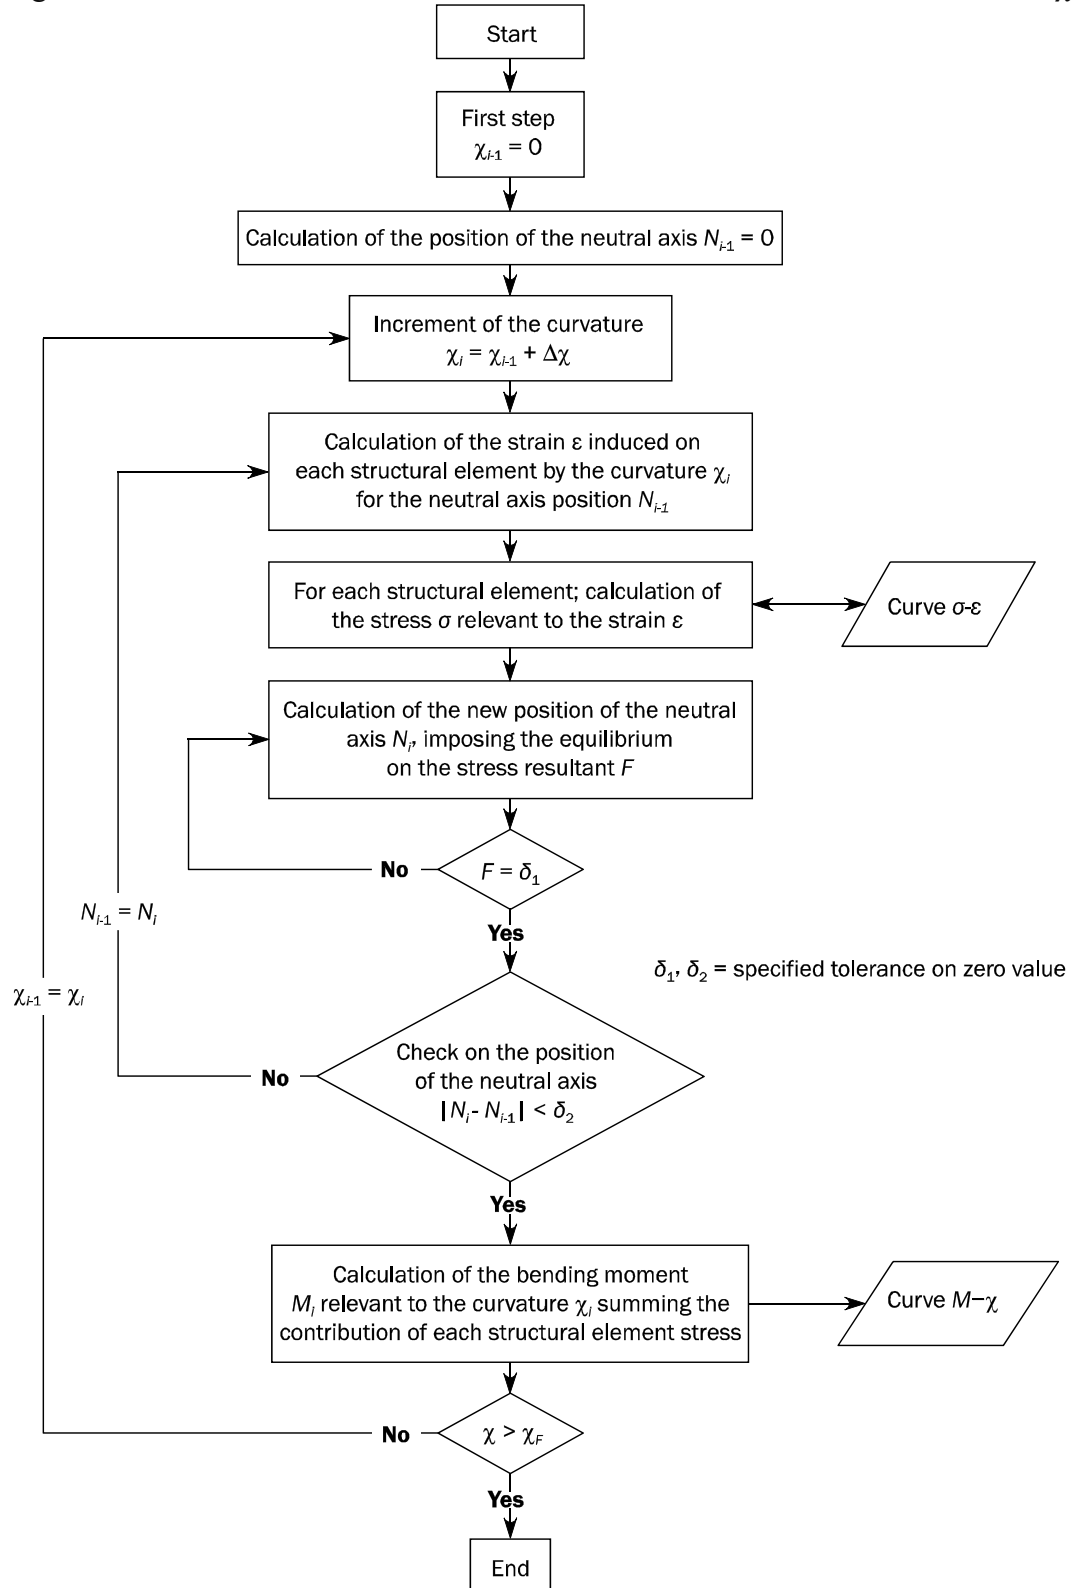 Start
First step
χi-1 = 0
Calculation of the position of the neutral axis Ni-1 = 0
Increment of the curvature
χi = χi-1 + Δχ
Calculation of the strain ε induced on
each structural element by the curvature χi
for the neutral axis position Ni-1
For each structural element; calculation of
the stress σ relevant to the strain ε
Curve σ-ε
Calculation of the new position of the neutral
axis Ni, imposing the equilibrium
on the stress resultant F
No
F = δ1
Ni-1 = Ni
Yes
δ1, δ2 = specified tolerance on zero value
χi-1 = χi
Check on the position
of the neutral axis
|Ni - Ni-1| < δ2
No
Yes
Calculation of the bending moment
Mi relevant to the curvature χi summing the
contribution of each structural element stress
Curve M–χ
No
χ > χF
Yes
End